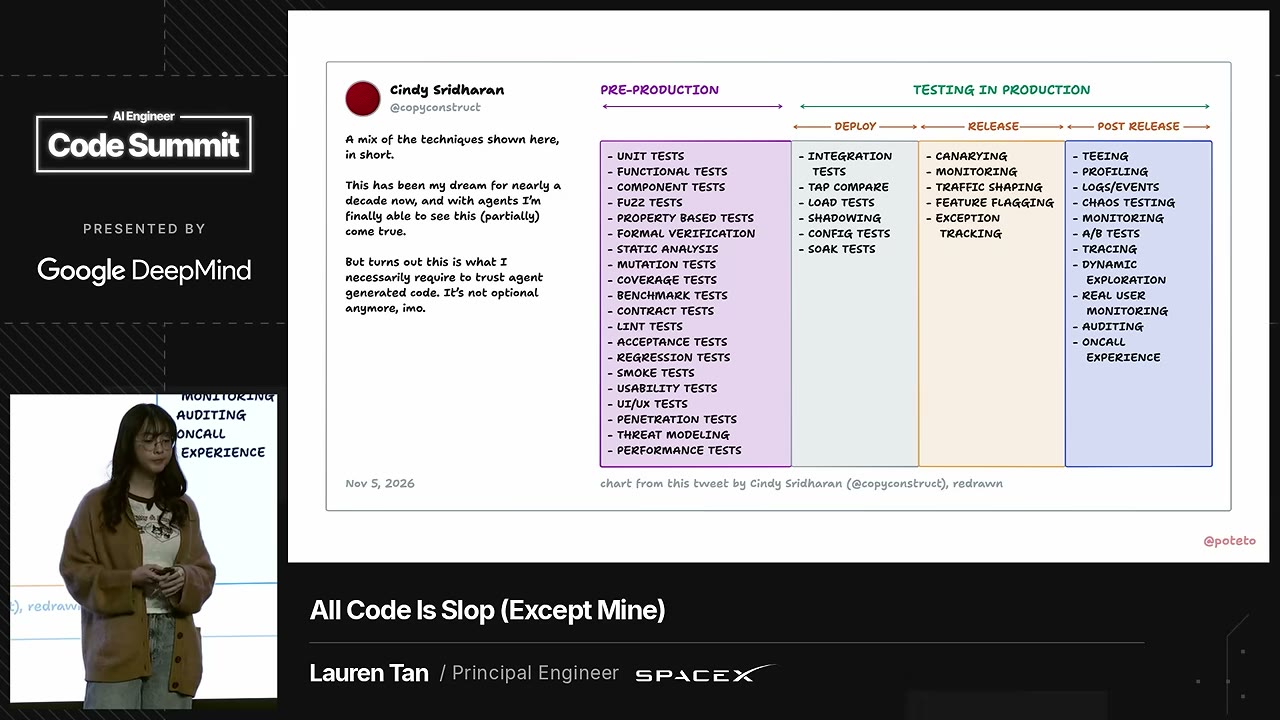 AI Engineer
Code Summit
PRESENTED BY
Google DeepMind
MONITORING
AUDITING
ONCALL
EXPERIENCE
redrawn
Cindy Sridharan
@copyconstruct
A mix of the techniques shown here,
in short.
This has been my dream for nearly a
decade now, and with agents I'm
finally able to see this (partially)
come true.
But turns out this is what I
necessarily require to trust agent
generated code. It's not optional
anymore, imo.
Nov 5, 2026
PRE-PRODUCTION
TESTING IN PRODUCTION
DEPLOY
RELEASE
POST RELEASE
- UNIT TESTS
- FUNCTIONAL TESTS
- COMPONENT TESTS
- FUZZ TESTS
- PROPERTY BASED TESTS
- FORMAL VERIFICATION
- STATIC ANALYSIS
- MUTATION TESTS
- COVERAGE TESTS
- BENCHMARK TESTS
- CONTRACT TESTS
- LINT TESTS
- ACCEPTANCE TESTS
- REGRESSION TESTS
- SMOKE TESTS
- USABILITY TESTS
- UI/UX TESTS
- PENETRATION TESTS
- THREAT MODELING
- PERFORMANCE TESTS
- INTEGRATION
TESTS
- TAP COMPARE
- LOAD TESTS
- SHADOWING
- CONFIG TESTS
- SOAK TESTS
- CANARYING
- MONITORING
- TRAFFIC SHAPING
- FEATURE FLAGGING
- EXCEPTION
TRACKING
- TEEING
- PROFILING
- LOGS/EVENTS
- CHAOS TESTING
- MONITORING
- A/B TESTS
- TRACING
- DYNAMIC
EXPLORATION
- REAL USER
MONITORING
- AUDITING
- ONCALL
EXPERIENCE
chart from this tweet by Cindy Sridharan (@copyconstruct), redrawn
@poteto
All Code Is Slop (Except Mine)
Lauren Tan / Principal Engineer SPACEX